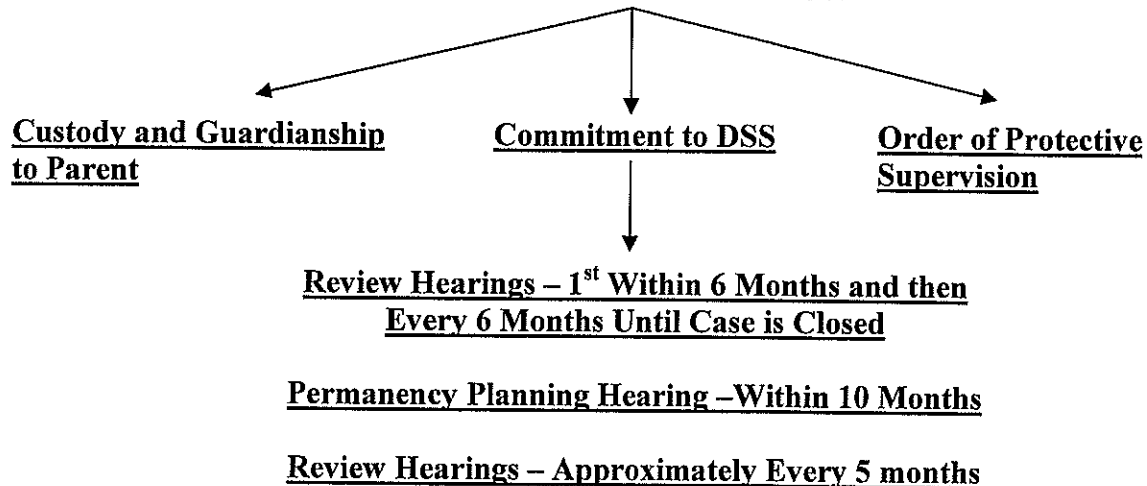 Custody and Guardianship
to Parent
Commitment to DSS
Order of Protective
Supervision
Review Hearings – 1st Within 6 Months and then
Every 6 Months Until Case is Closed
Permanency Planning Hearing –Within 10 Months
Review Hearings – Approximately Every 5 months